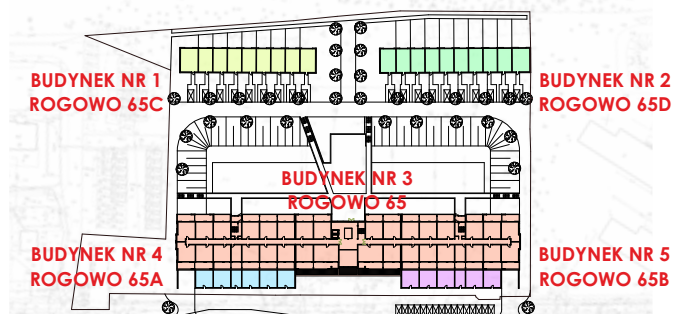 BUDYNEK NR 1
ROGOWO 65C
BUDYNEK NR 2
ROGOWO 65D
BUDYNEK NR 3
ROGOWO 65
BUDYNEK NR 4
ROGOWO 65A
BUDYNEK NR 5
ROGOWO 65B